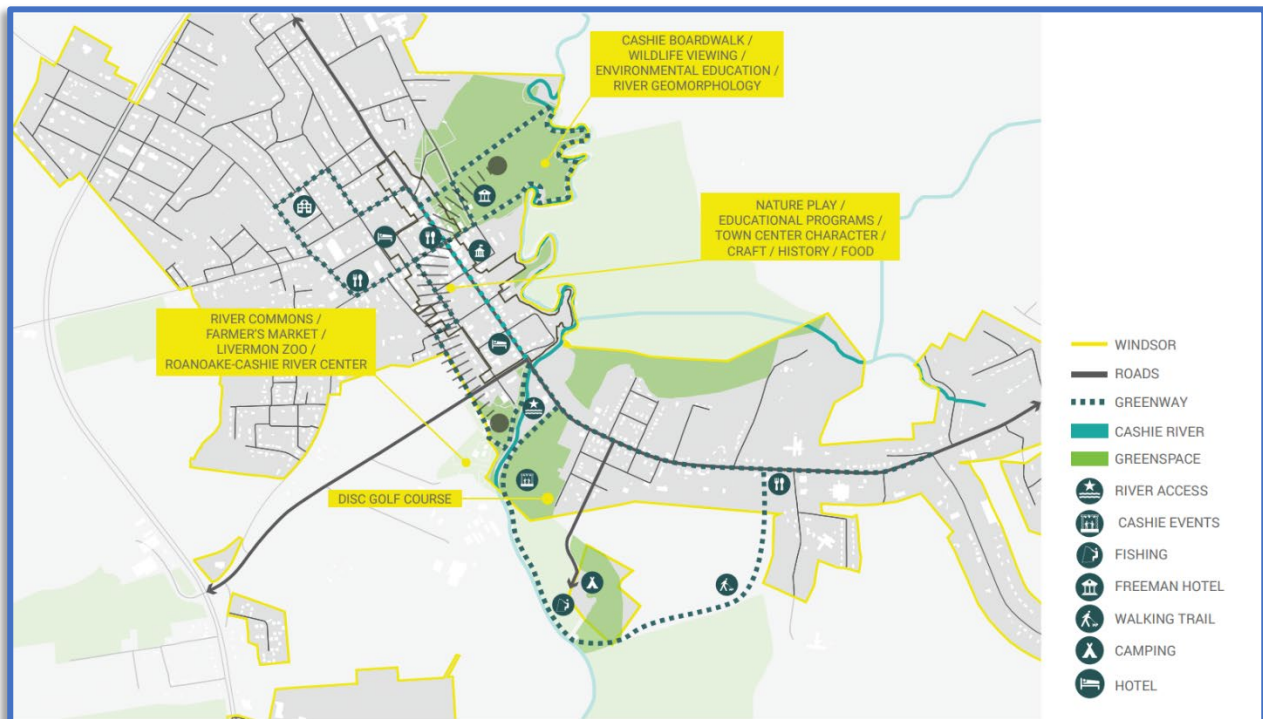 CASHIE BOARDWALK /
WILDLIFE VIEWING /
ENVIRONMENTAL EDUCATION /
RIVER GEOMORPHOLOGY
NATURE PLAY /
EDUCATIONAL PROGRAMS /
TOWN CENTER CHARACTER /
CRAFT / HISTORY / FOOD
RIVER COMMONS /
FARMER'S MARKET /
LIVERMON ZOO /
ROANOAKE-CASHIE RIVER CENTER
DISC GOLF COURSE
WINDSOR
ROADS
GREENWAY
CASHIE RIVER
GREENSPACE
RIVER ACCESS
CASHIE EVENTS
FISHING
FREEMAN HOTEL
WALKING TRAIL
CAMPING
HOTEL